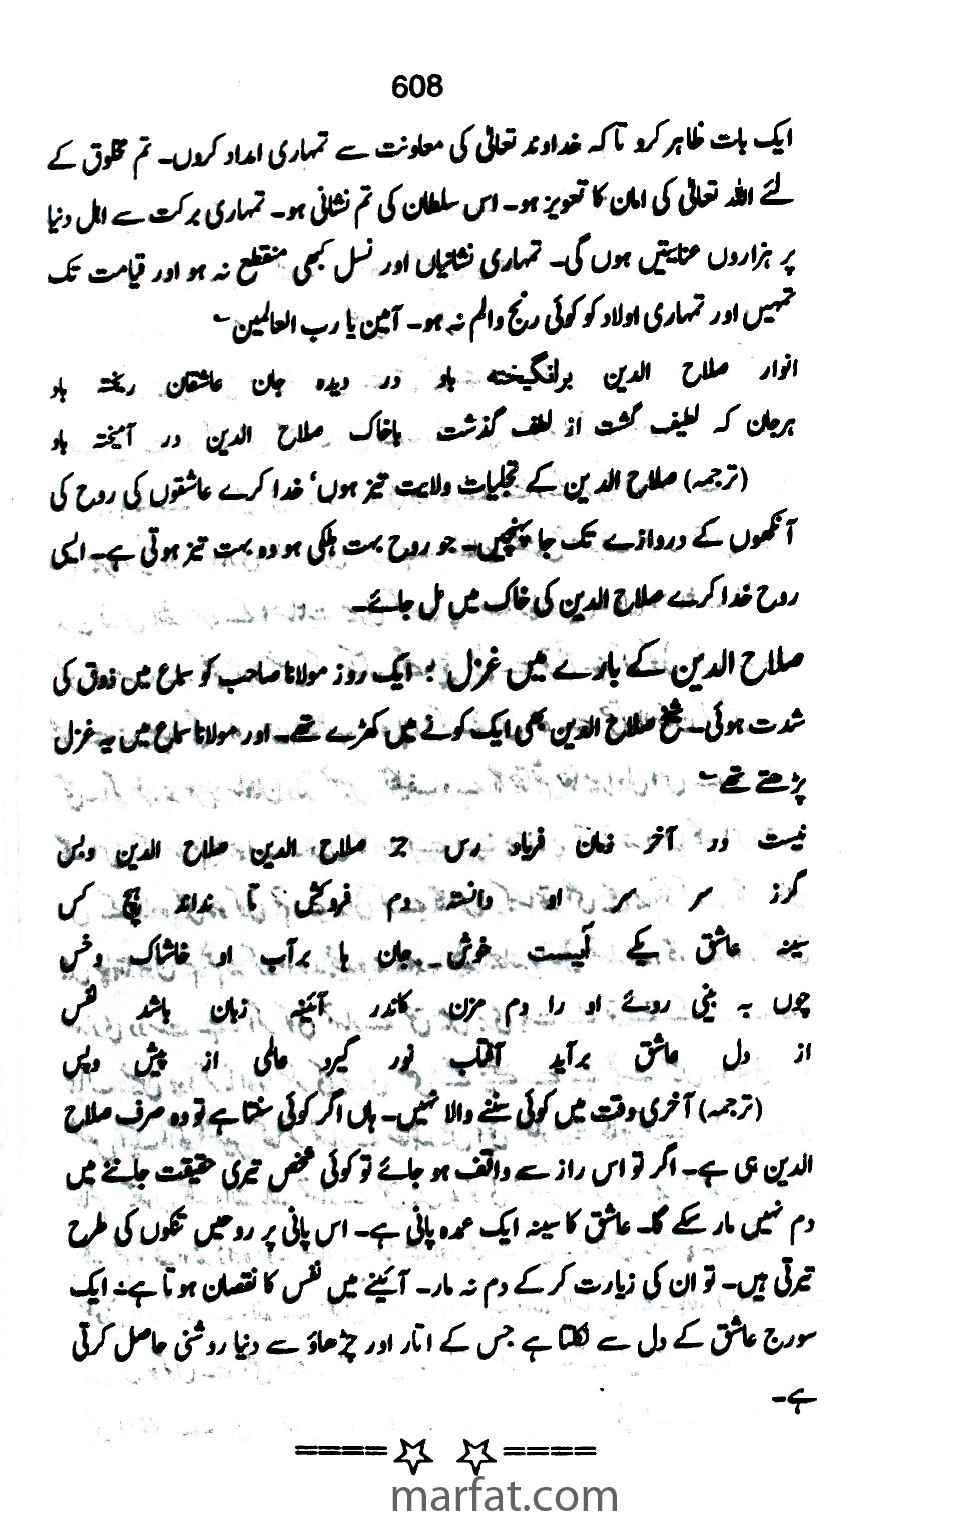 608
ایک بات ظاہر کرو تاکہ خداوند تعالیٰ کی معاونت سے تمہاری امداد کروں۔ تم مخلوق کے
لئے اللہ تعالیٰ کی امان کا تعویز ہو۔ اس سلطان کی تم نشانی ہو۔ تمہاری برکت سے اہل دنیا
پر ہزاروں عنایتیں ہوں گی۔ تمہاری نشانیاں اور نسل کبھی منقطع نہ ہو اور قیامت تک
تمہیں اور تمہاری اولاد کو کوئی رنج والم نہ ہو۔ آمین یا رب العالمین ؎
انوار صلاح الدین برانگیختہ باد در دیدہ جان عاشقان ریختہ باد
ہرجان کہ لطیف گشت از لطف گذشت باخاک صلاح الدین در آمیختہ باد
(ترجمہ) صلاح الدین کے تجلیات ولایت تیز ہوں‘ خدا کرے عاشقوں کی روح کی
آنکھوں کے دروازے تک جا پہنچیں۔ جو روح بہت ہلکی ہو وہ بہت تیز ہوتی ہے۔ ایسی
روح خدا کرے صلاح الدین کی خاک میں مل جائے۔
صلاح الدین کے بارے میں غزل : ایک روز مولانا صاحب کو سماع میں ذوق کی
شدت ہوئی۔ شیخ صلاح الدین بھی ایک کونے میں کھڑے تھے۔ اور مولانا سماع میں یہ غزل
پڑھتے تھے ؎
نیست در آخر زمان فریاد رس جز صلاح الدین صلاح الدین وبس
گرز سر سر او دانستہ دم فروکش تا نداند ہیچ کس
سینہ عاشق یکے آبیست خوش جان ہا برآب او خاشاک وخس
چوں بہ بینی روئے او را دم مزن کاندر آئینہ زبان باشد نفس
از دل عاشق برآید آفتاب نور گیرد عالمی از پیش وپس
(ترجمہ) آخری وقت میں کوئی سننے والا نہیں۔ ہاں اگر کوئی سنتا ہے تو وہ صرف صلاح
الدین ہی ہے۔ اگر تو اس راز سے واقف ہو جائے تو کوئی شخص تیری حقیقت جاننے میں
دم نہیں مار سکے گا۔ عاشق کا سینہ ایک عمدہ پانی ہے۔ اس پانی پر روحیں تنکوں کی طرح
تیرتی ہیں۔ تو ان کی زیارت کر کے دم نہ مار۔ آئینے میں نفس کا نقصان ہوتا ہے۔ ایک
سورج عاشق کے دل سے نکلتا ہے جس کے اتار اور چڑھاؤ سے دنیا روشنی حاصل کرتی
ہے۔
====☆ ☆====
marfat.com